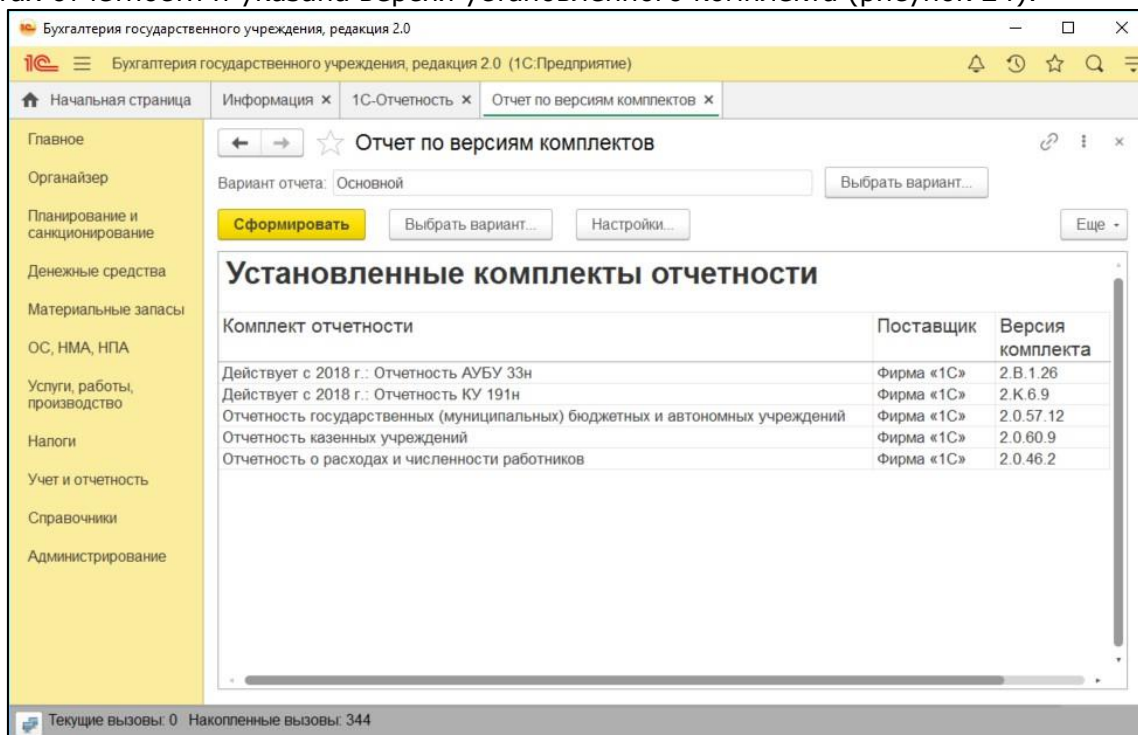 Бухгалтерия государственного учреждения, редакция 2.0
1С Бухгалтерия государственного учреждения, редакция 2.0 (1С:Предприятие)
Начальная страница Информация × 1С-Отчетность × Отчет по версиям комплектов ×
Главное
Органайзер
Планирование и
санкционирование
Денежные средства
Материальные запасы
ОС, НМА, НПА
Услуги, работы,
производство
Налоги
Учет и отчетность
Справочники
Администрирование
Отчет по версиям комплектов
Вариант отчета: Основной Выбрать вариант...
Сформировать Выбрать вариант... Настройки... Еще
Установленные комплекты отчетности
Комплект отчетности Поставщик Версия
комплекта
Действует с 2018 г.: Отчетность АУБУ 33н Фирма «1С» 2.В.1.26
Действует с 2018 г.: Отчетность КУ 191н Фирма «1С» 2.К.6.9
Отчетность государственных (муниципальных) бюджетных и автономных учреждений Фирма «1С» 2.0.57.12
Отчетность казенных учреждений Фирма «1С» 2.0.60.9
Отчетность о расходах и численности работников Фирма «1С» 2.0.46.2
Текущие вызовы: 0 Накопленные вызовы: 344